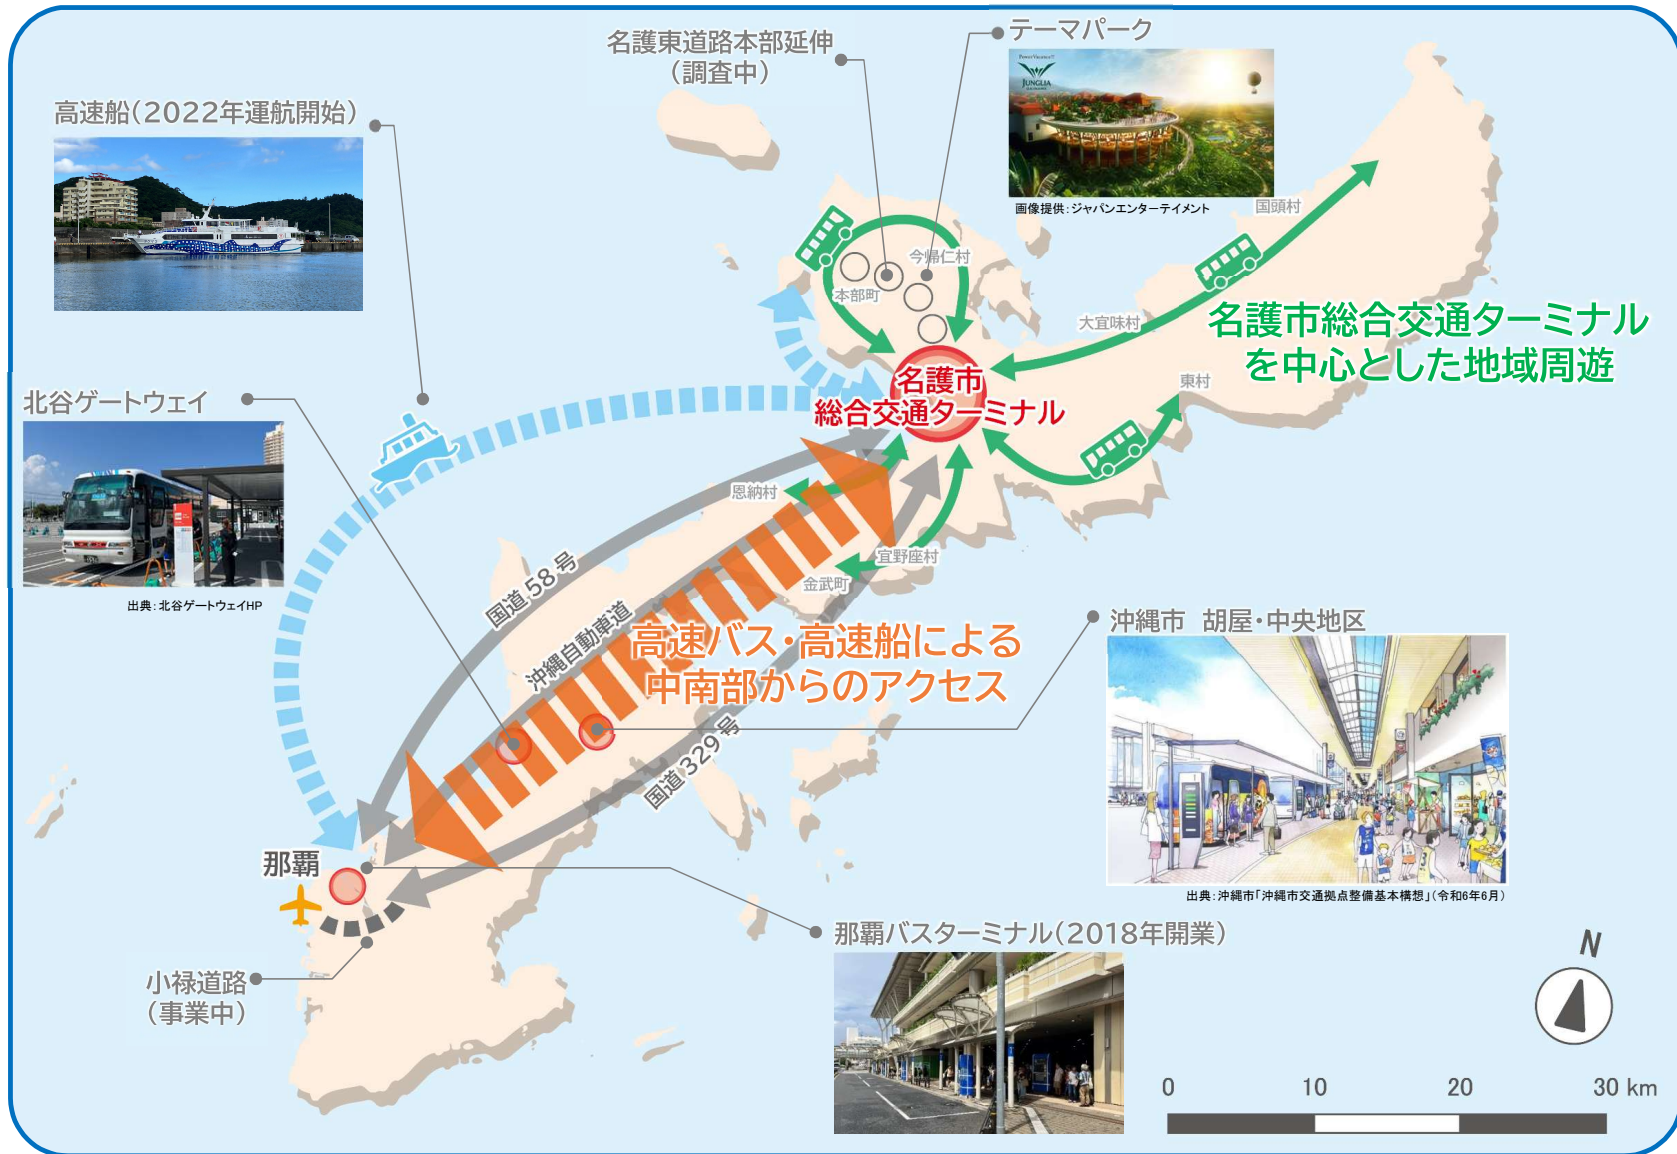 名護東道路本部延伸
(調査中)
テーマパーク
JUNGLIA
画像提供:ジャパンエンターテイメント
高速船(2022年運航開始)
国頭村
今帰仁村
本部町
大宜味村
名護市総合交通ターミナル
を中心とした地域周遊
東村
名護市
総合交通ターミナル
北谷ゲートウェイ
出典:北谷ゲートウェイHP
恩納村
宜野座村
金武町
国道58号
沖縄自動車道
高速バス・高速船による
中南部からのアクセス
国道329号
沖縄市 胡屋・中央地区
出典:沖縄市「沖縄市交通拠点整備基本構想」(令和6年6月)
那覇
小禄道路
(事業中)
那覇バスターミナル(2018年開業)
N
0 10 20 30 km